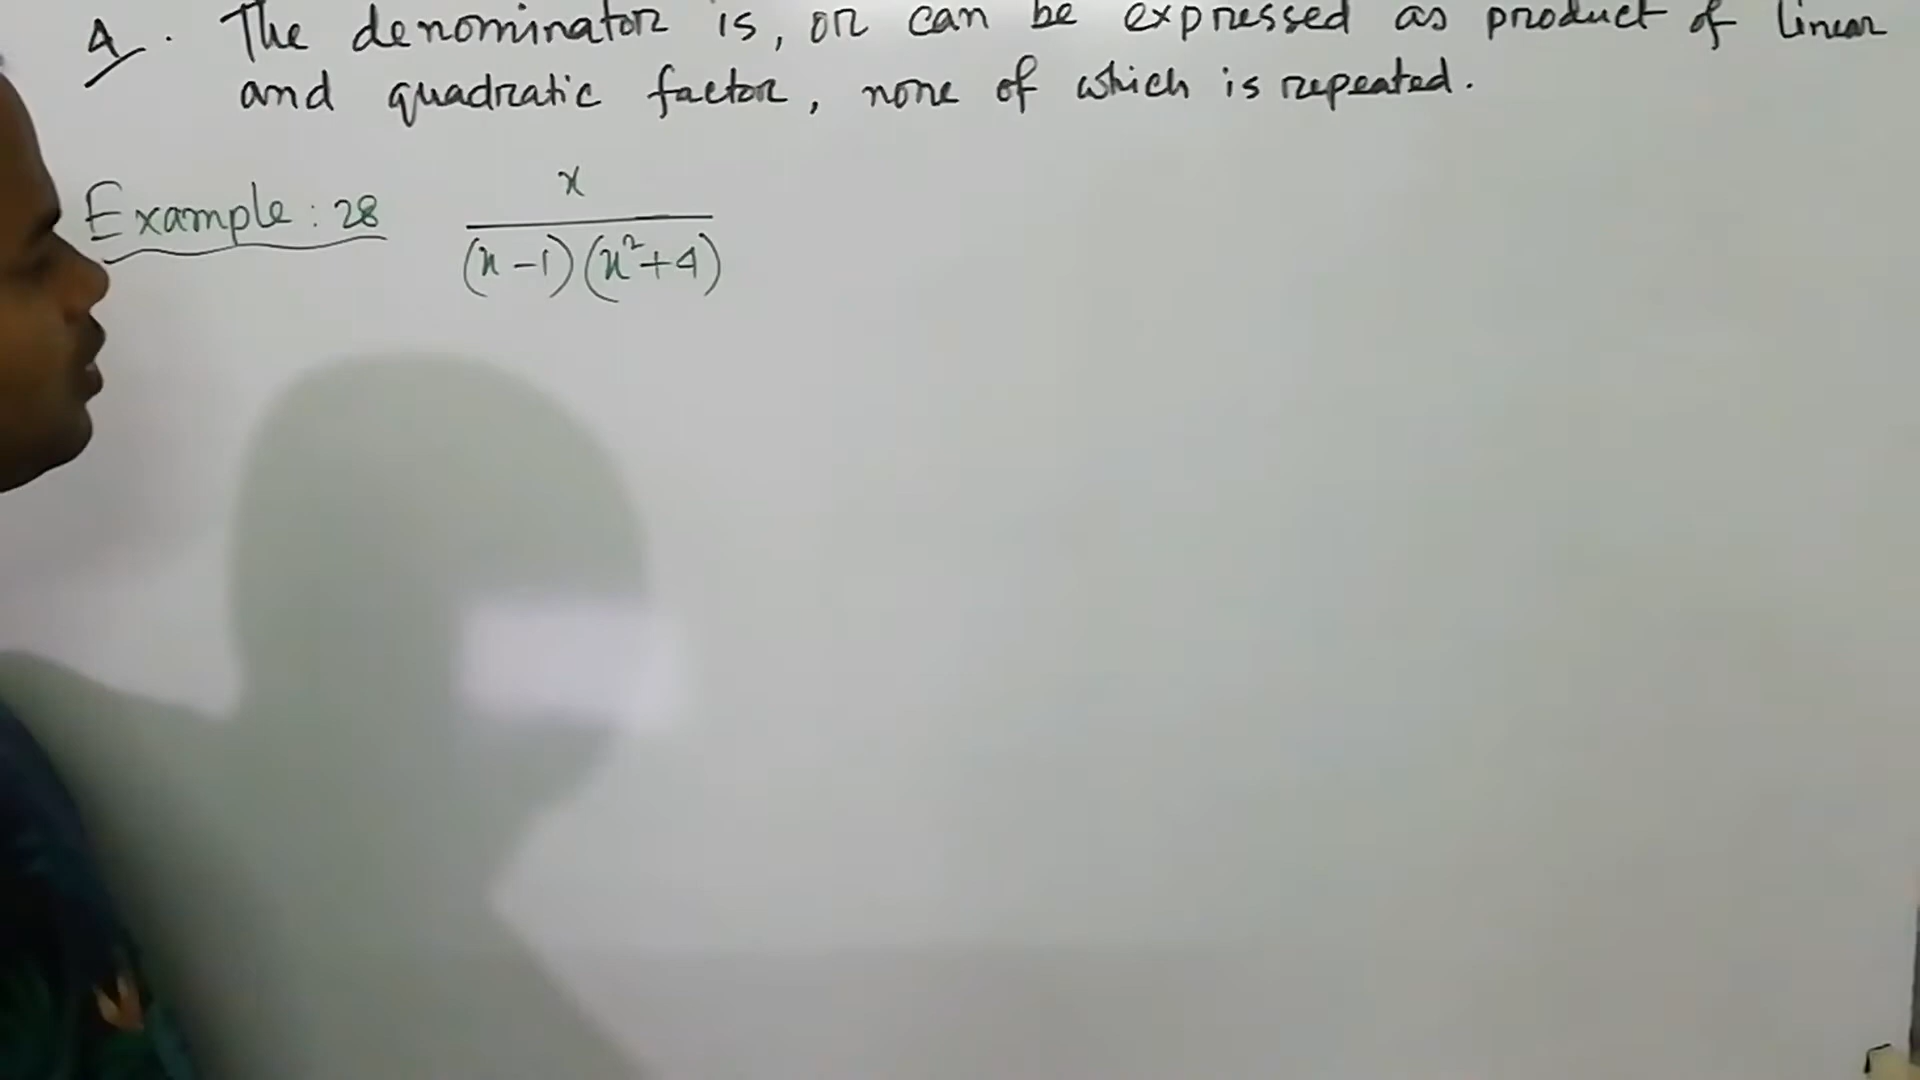 4. The denominator is, or can be expressed as product of linear
and quadratic factor, none of which is repeated.
Example: 28
x
(x-1)(x²+4)